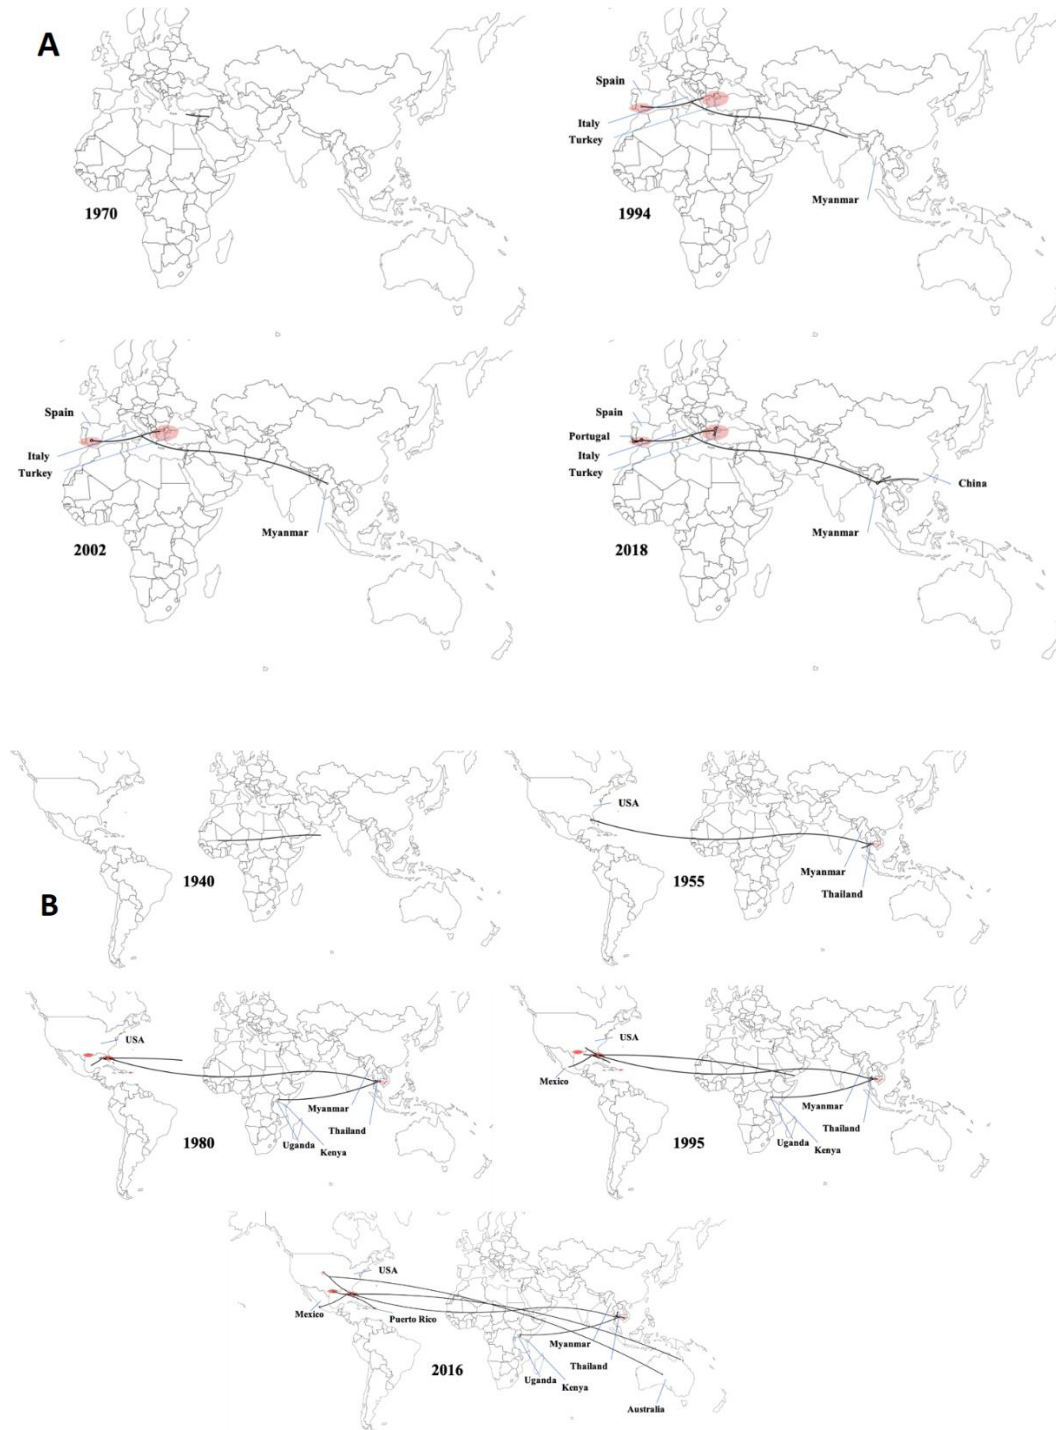 A
1970
Spain
Italy
Turkey
Myanmar
1994
Spain
Italy
Turkey
Myanmar
2002
Spain
Portugal
Italy
Turkey
China
Myanmar
2018
B
1940
USA
Myanmar
Thailand
1955
USA
Myanmar
Thailand
Uganda
Kenya
1980
USA
Mexico
Myanmar
Thailand
Uganda
Kenya
1995
USA
Mexico
Puerto Rico
Myanmar
Thailand
Uganda
Kenya
Australia
2016